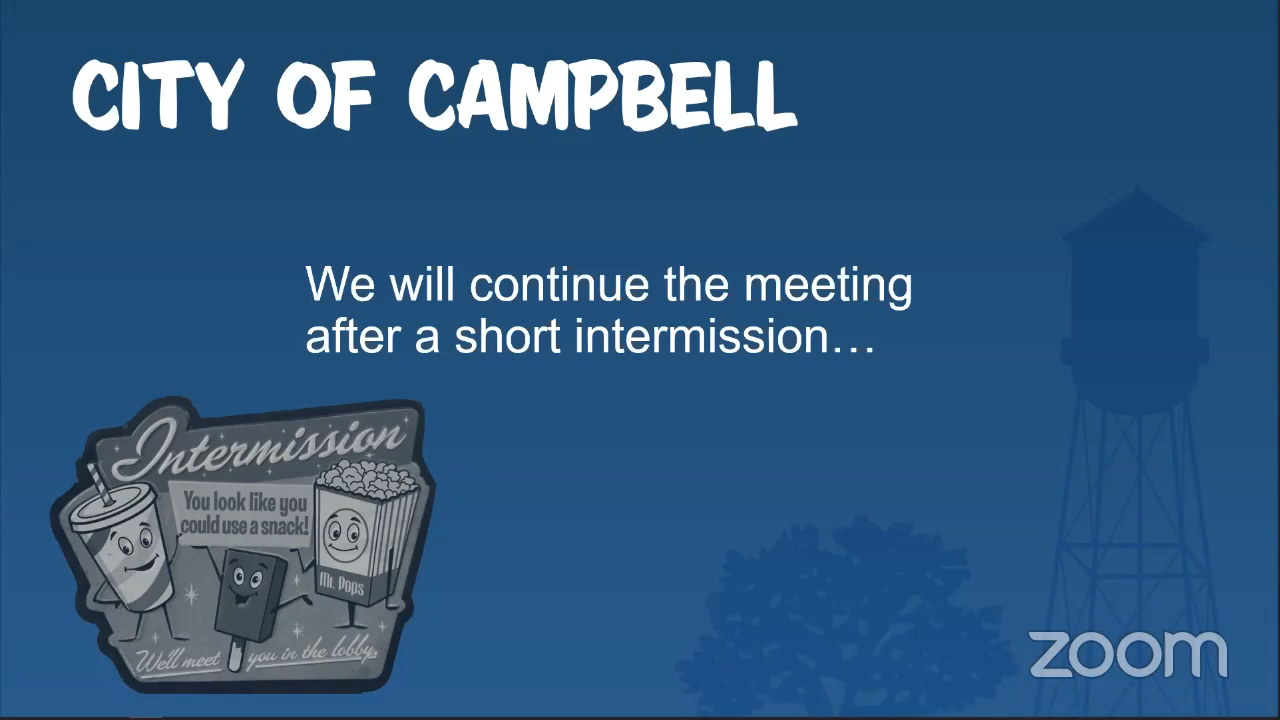 CITY OF CAMPBELL
We will continue the meeting
after a short intermission…
Intermission
You look like you
could use a snack!
Mr. Pops
We'll meet you in the lobby.
zoom